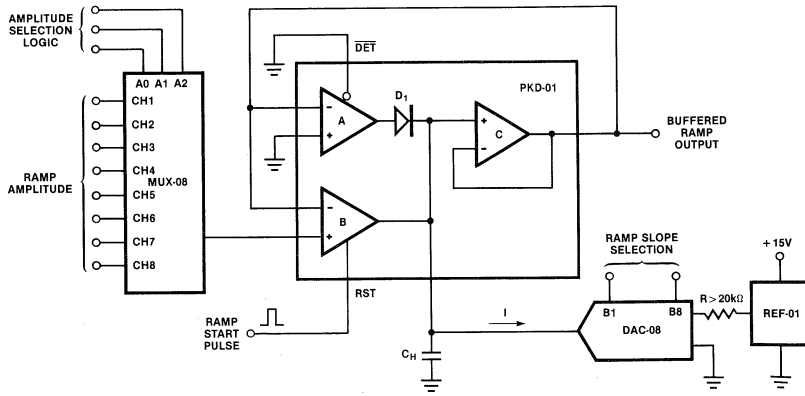 AMPLITUDE
SELECTION
LOGIC
A0 A1 A2
CH1
CH2
CH3
CH4
MUX-08
CH5
CH6
CH7
CH8
RAMP
AMPLITUDE
DET
D1
PKD-01
−
A
+
+
C
−
−
B
+
RST
BUFFERED
RAMP
OUTPUT
RAMP
START
PULSE
CH
I
RAMP SLOPE
SELECTION
B1 B8
DAC-08
R>20kΩ
+15V
REF-01